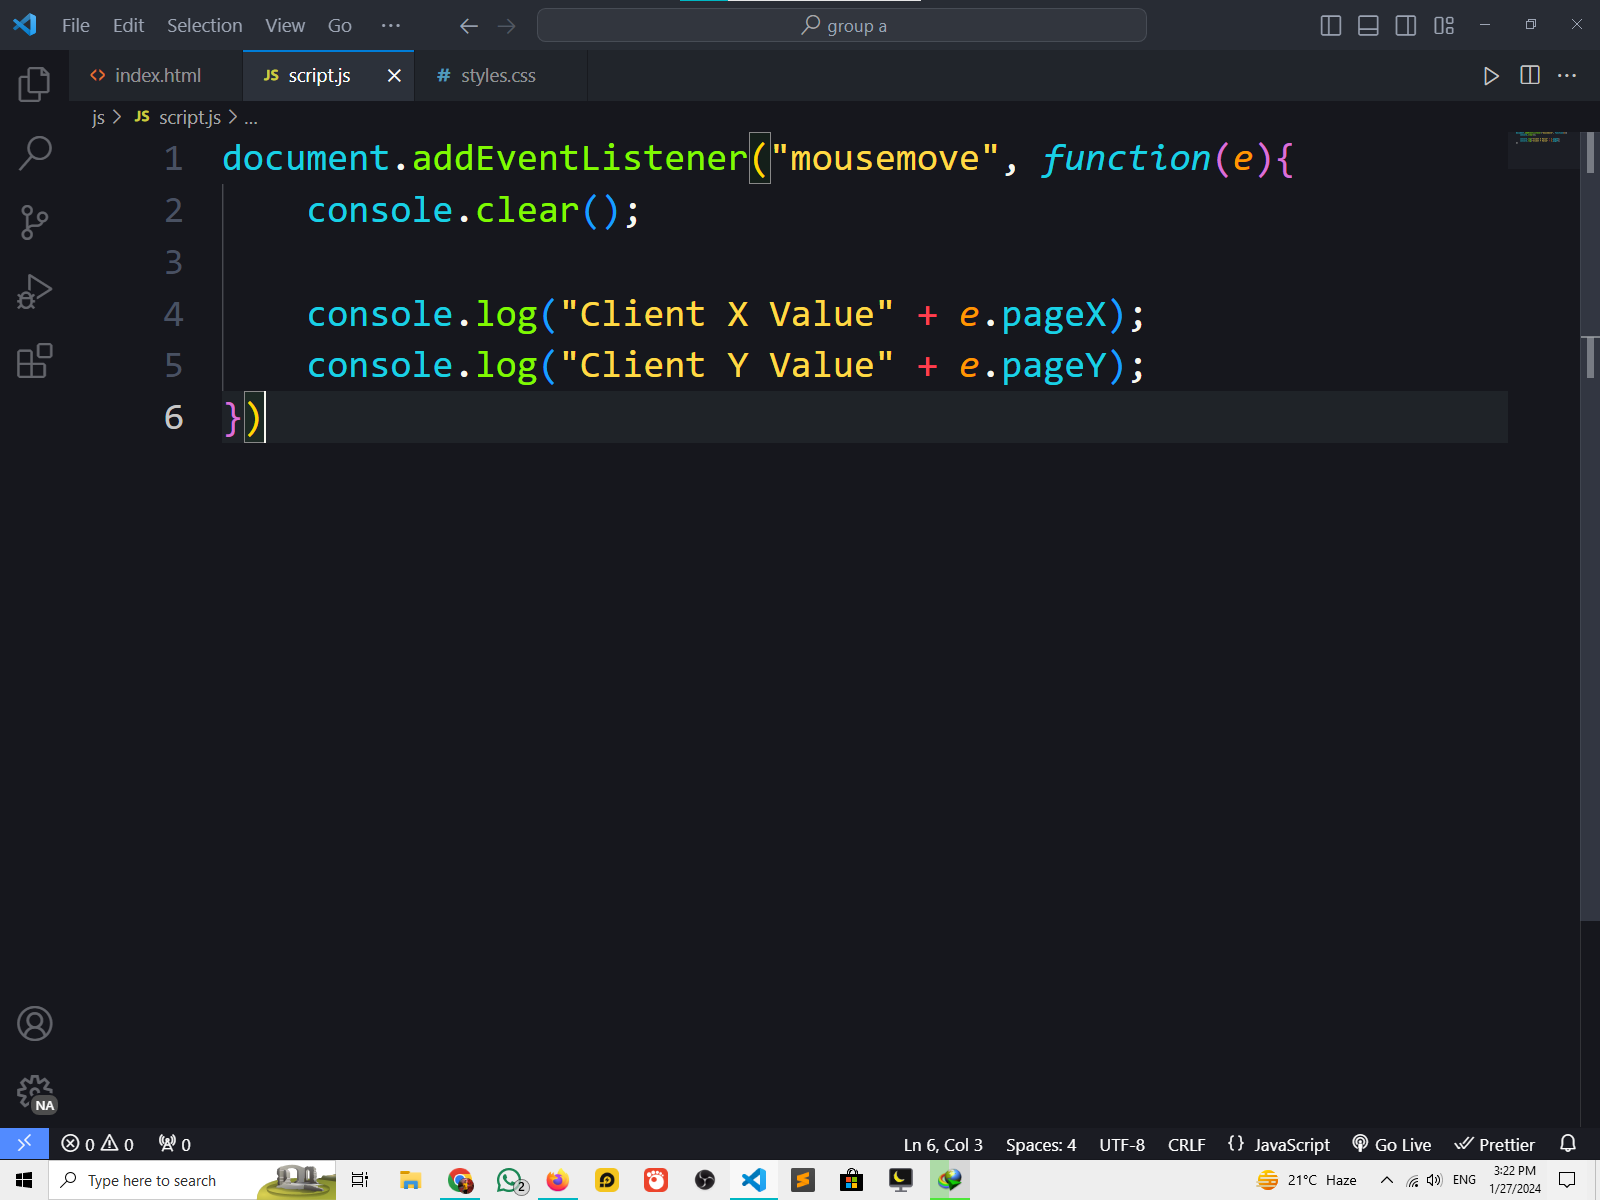 File Edit Selection View Go ··· group a
index.html JS script.js # styles.css
js > JS script.js > ...
1 document.addEventListener("mousemove", function(e){
2 console.clear();
3
4 console.log("Client X Value" + e.pageX);
5 console.log("Client Y Value" + e.pageY);
6 })
NA
0 0 0 Ln 6, Col 3 Spaces: 4 UTF-8 CRLF {} JavaScript Go Live Prettier
Type here to search 2 21°C Haze ENG 3:22 PM
1/27/2024